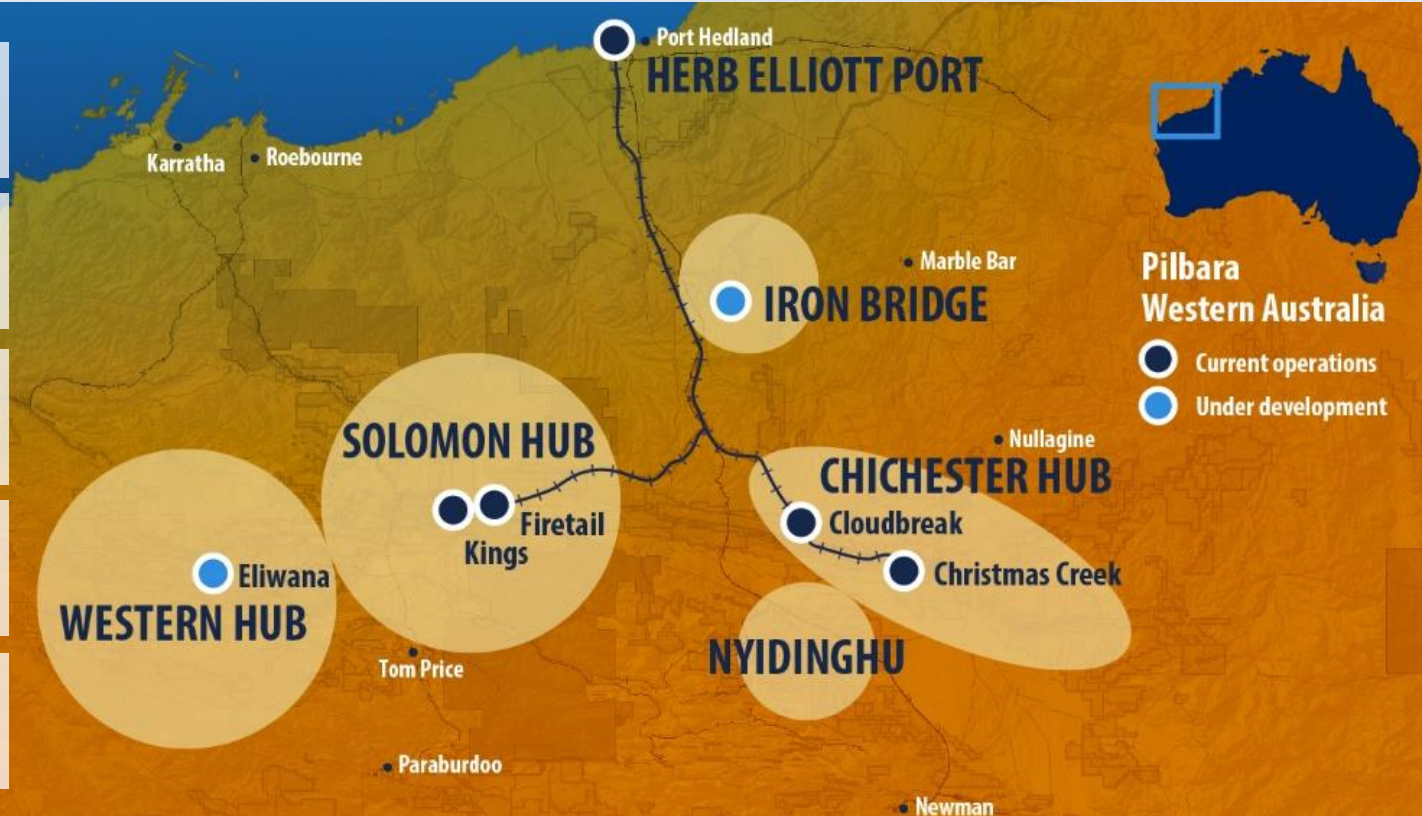 Port Hedland
HERB ELLIOTT PORT
Karratha
Roebourne
Marble Bar
IRON BRIDGE
Pilbara
Western Australia
Current operations
Under development
SOLOMON HUB
Firetail
Kings
Nullagine
CHICHESTER HUB
Cloudbreak
Christmas Creek
Eliwana
WESTERN HUB
NYIDINGHU
Tom Price
Paraburdoo
Newman